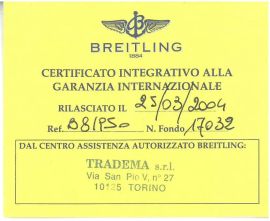 BREITLING
1884
CERTIFICATO INTEGRATIVO ALLA
GARANZIA INTERNAZIONALE
RILASCIATO IL 25/03/2004
Ref. N. Fondo 17032
DAL CENTRO ASSISTENZA AUTORIZZATO BREITLING:
TRADEMA s.r.l.
Via San Pio V, n° 27
10125 TORINO